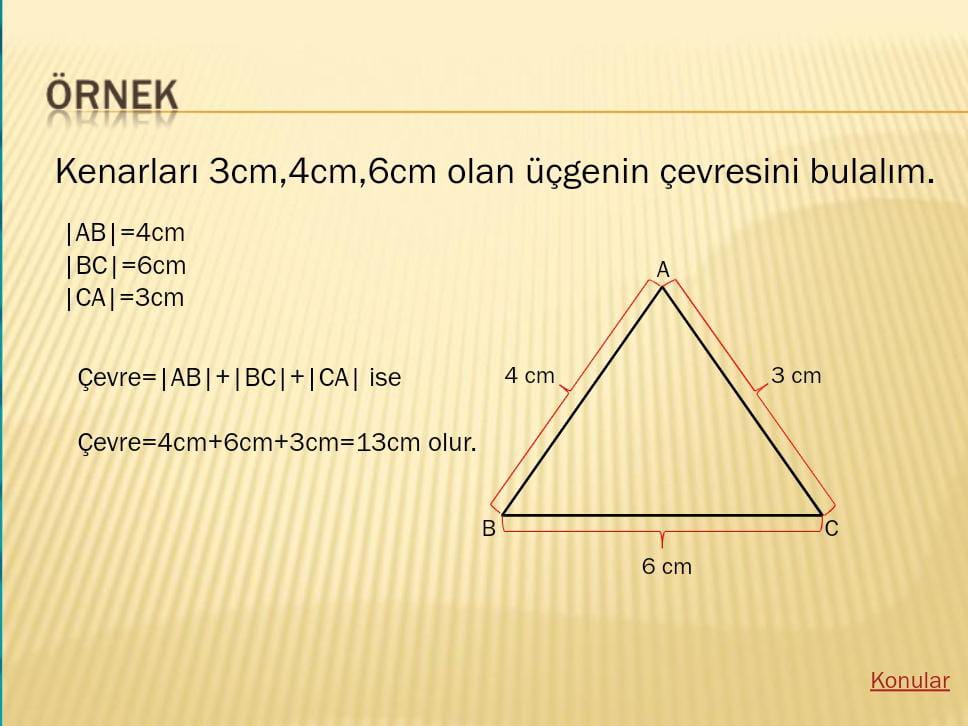 ÖRNEK
Kenarları 3cm,4cm,6cm olan üçgenin çevresini bulalım.
|AB|=4cm
|BC|=6cm
|CA|=3cm
A
Çevre=|AB|+|BC|+|CA| ise
4 cm
3 cm
Çevre=4cm+6cm+3cm=13cm olur.
B
C
6 cm
Konular